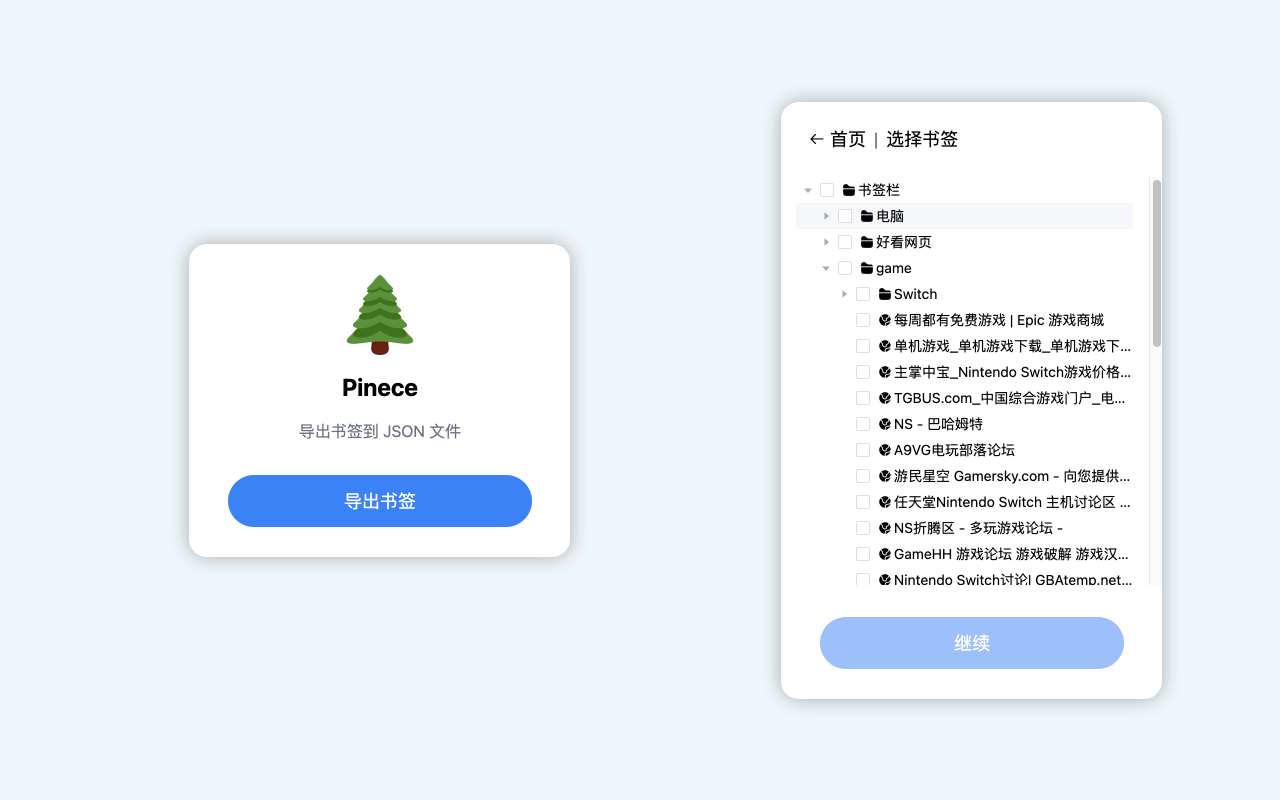 Pinece
导出书签到 JSON 文件
导出书签
首页 | 选择书签
书签栏
电脑
好看网页
game
Switch
每周都有免费游戏 | Epic 游戏商城
单机游戏_单机游戏下载_单机游戏下...
主掌中宝_Nintendo Switch游戏价格...
TGBUS.com_中国综合游戏门户_电...
NS - 巴哈姆特
A9VG电玩部落论坛
游民星空 Gamersky.com - 向您提供...
任天堂Nintendo Switch 主机讨论区 ...
NS折腾区 - 多玩游戏论坛 -
GameHH 游戏论坛 游戏破解 游戏汉...
Nintendo Switch讨论| GBAtemp.net...
继续